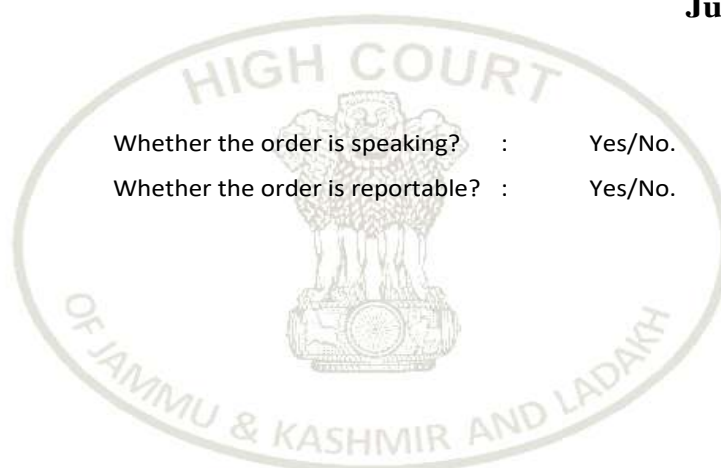 Ju
HIGH COURT
Whether the order is speaking? : Yes/No.
Whether the order is reportable? : Yes/No.
OF JAMMU & KASHMIR AND LADAKH